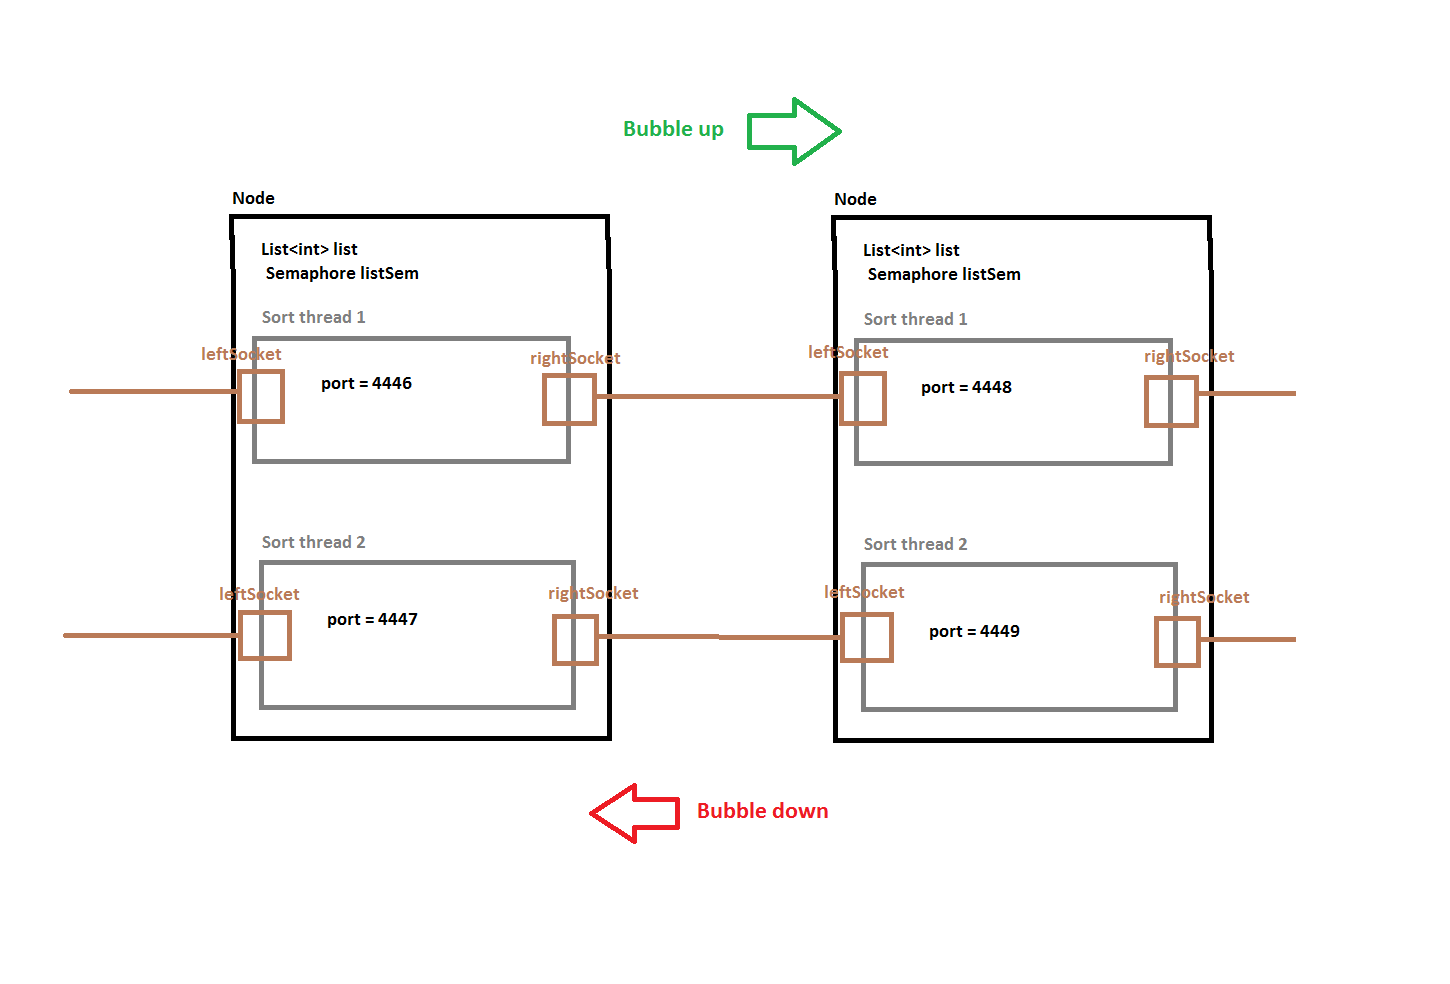 Bubble up
Node
Node
List<int> list
Semaphore listSem
List<int> list
Semaphore listSem
Sort thread 1
Sort thread 1
leftSocket
rightSocket
leftSocket
rightSocket
port = 4446
port = 4448
Sort thread 2
Sort thread 2
leftSocket
rightSocket
leftSocket
rightSocket
port = 4447
port = 4449
Bubble down